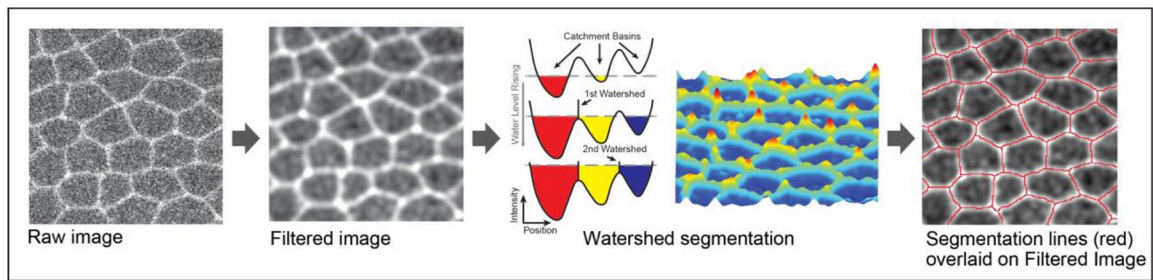 Catchment Basins
Water Level Rising
1st Watershed
2nd Watershed
Intensity
Position
Raw image
Filtered image
Watershed segmentation
Segmentation lines (red)
overlaid on Filtered Image